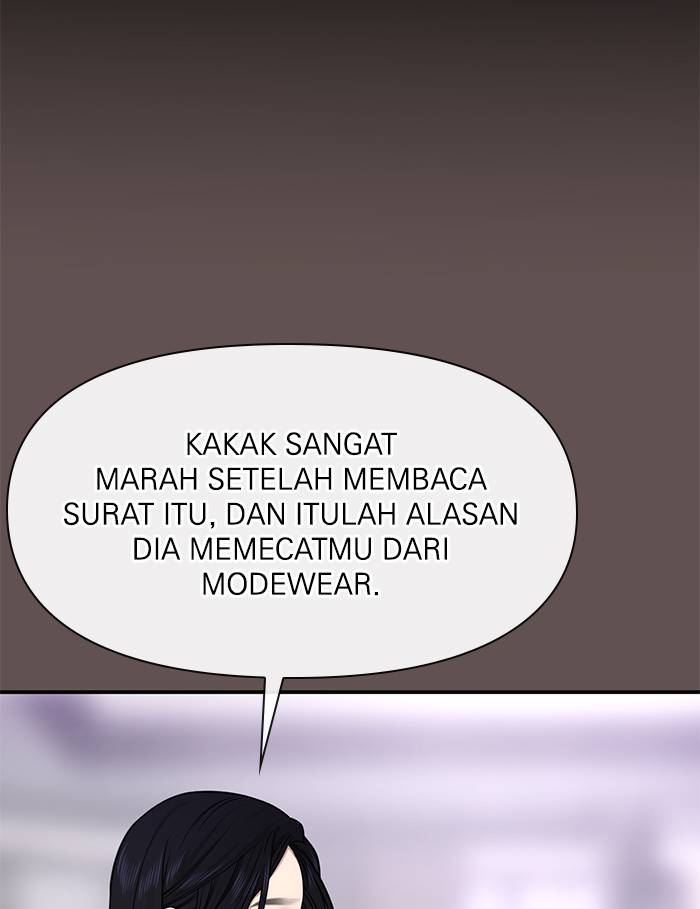 KAKAK SANGAT
MARAH SETELAH MEMBACA
SURAT ITU, DAN ITULAH ALASAN
DIA MEMECATMU DARI
MODEWEAR.